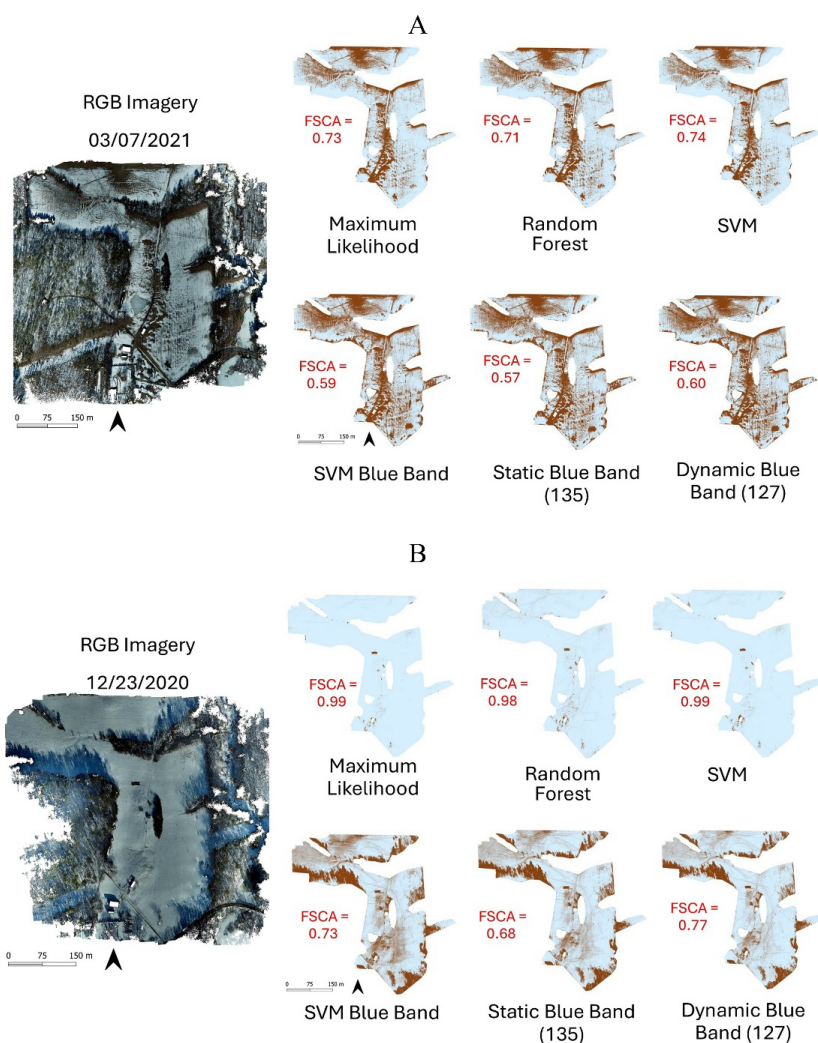 A
RGB Imagery
03/07/2021
0 75 150 m
FSCA =
0.73
Maximum
Likelihood
FSCA =
0.71
Random
Forest
FSCA =
0.74
SVM
FSCA =
0.59
0 75 150 m
SVM Blue Band
FSCA =
0.57
Static Blue Band
(135)
FSCA =
0.60
Dynamic Blue
Band (127)
B
RGB Imagery
12/23/2020
0 75 150 m
FSCA =
0.99
Maximum
Likelihood
FSCA =
0.98
Random
Forest
FSCA =
0.99
SVM
FSCA =
0.73
0 75 150 m
SVM Blue Band
FSCA =
0.68
Static Blue Band
(135)
FSCA =
0.77
Dynamic Blue
Band (127)